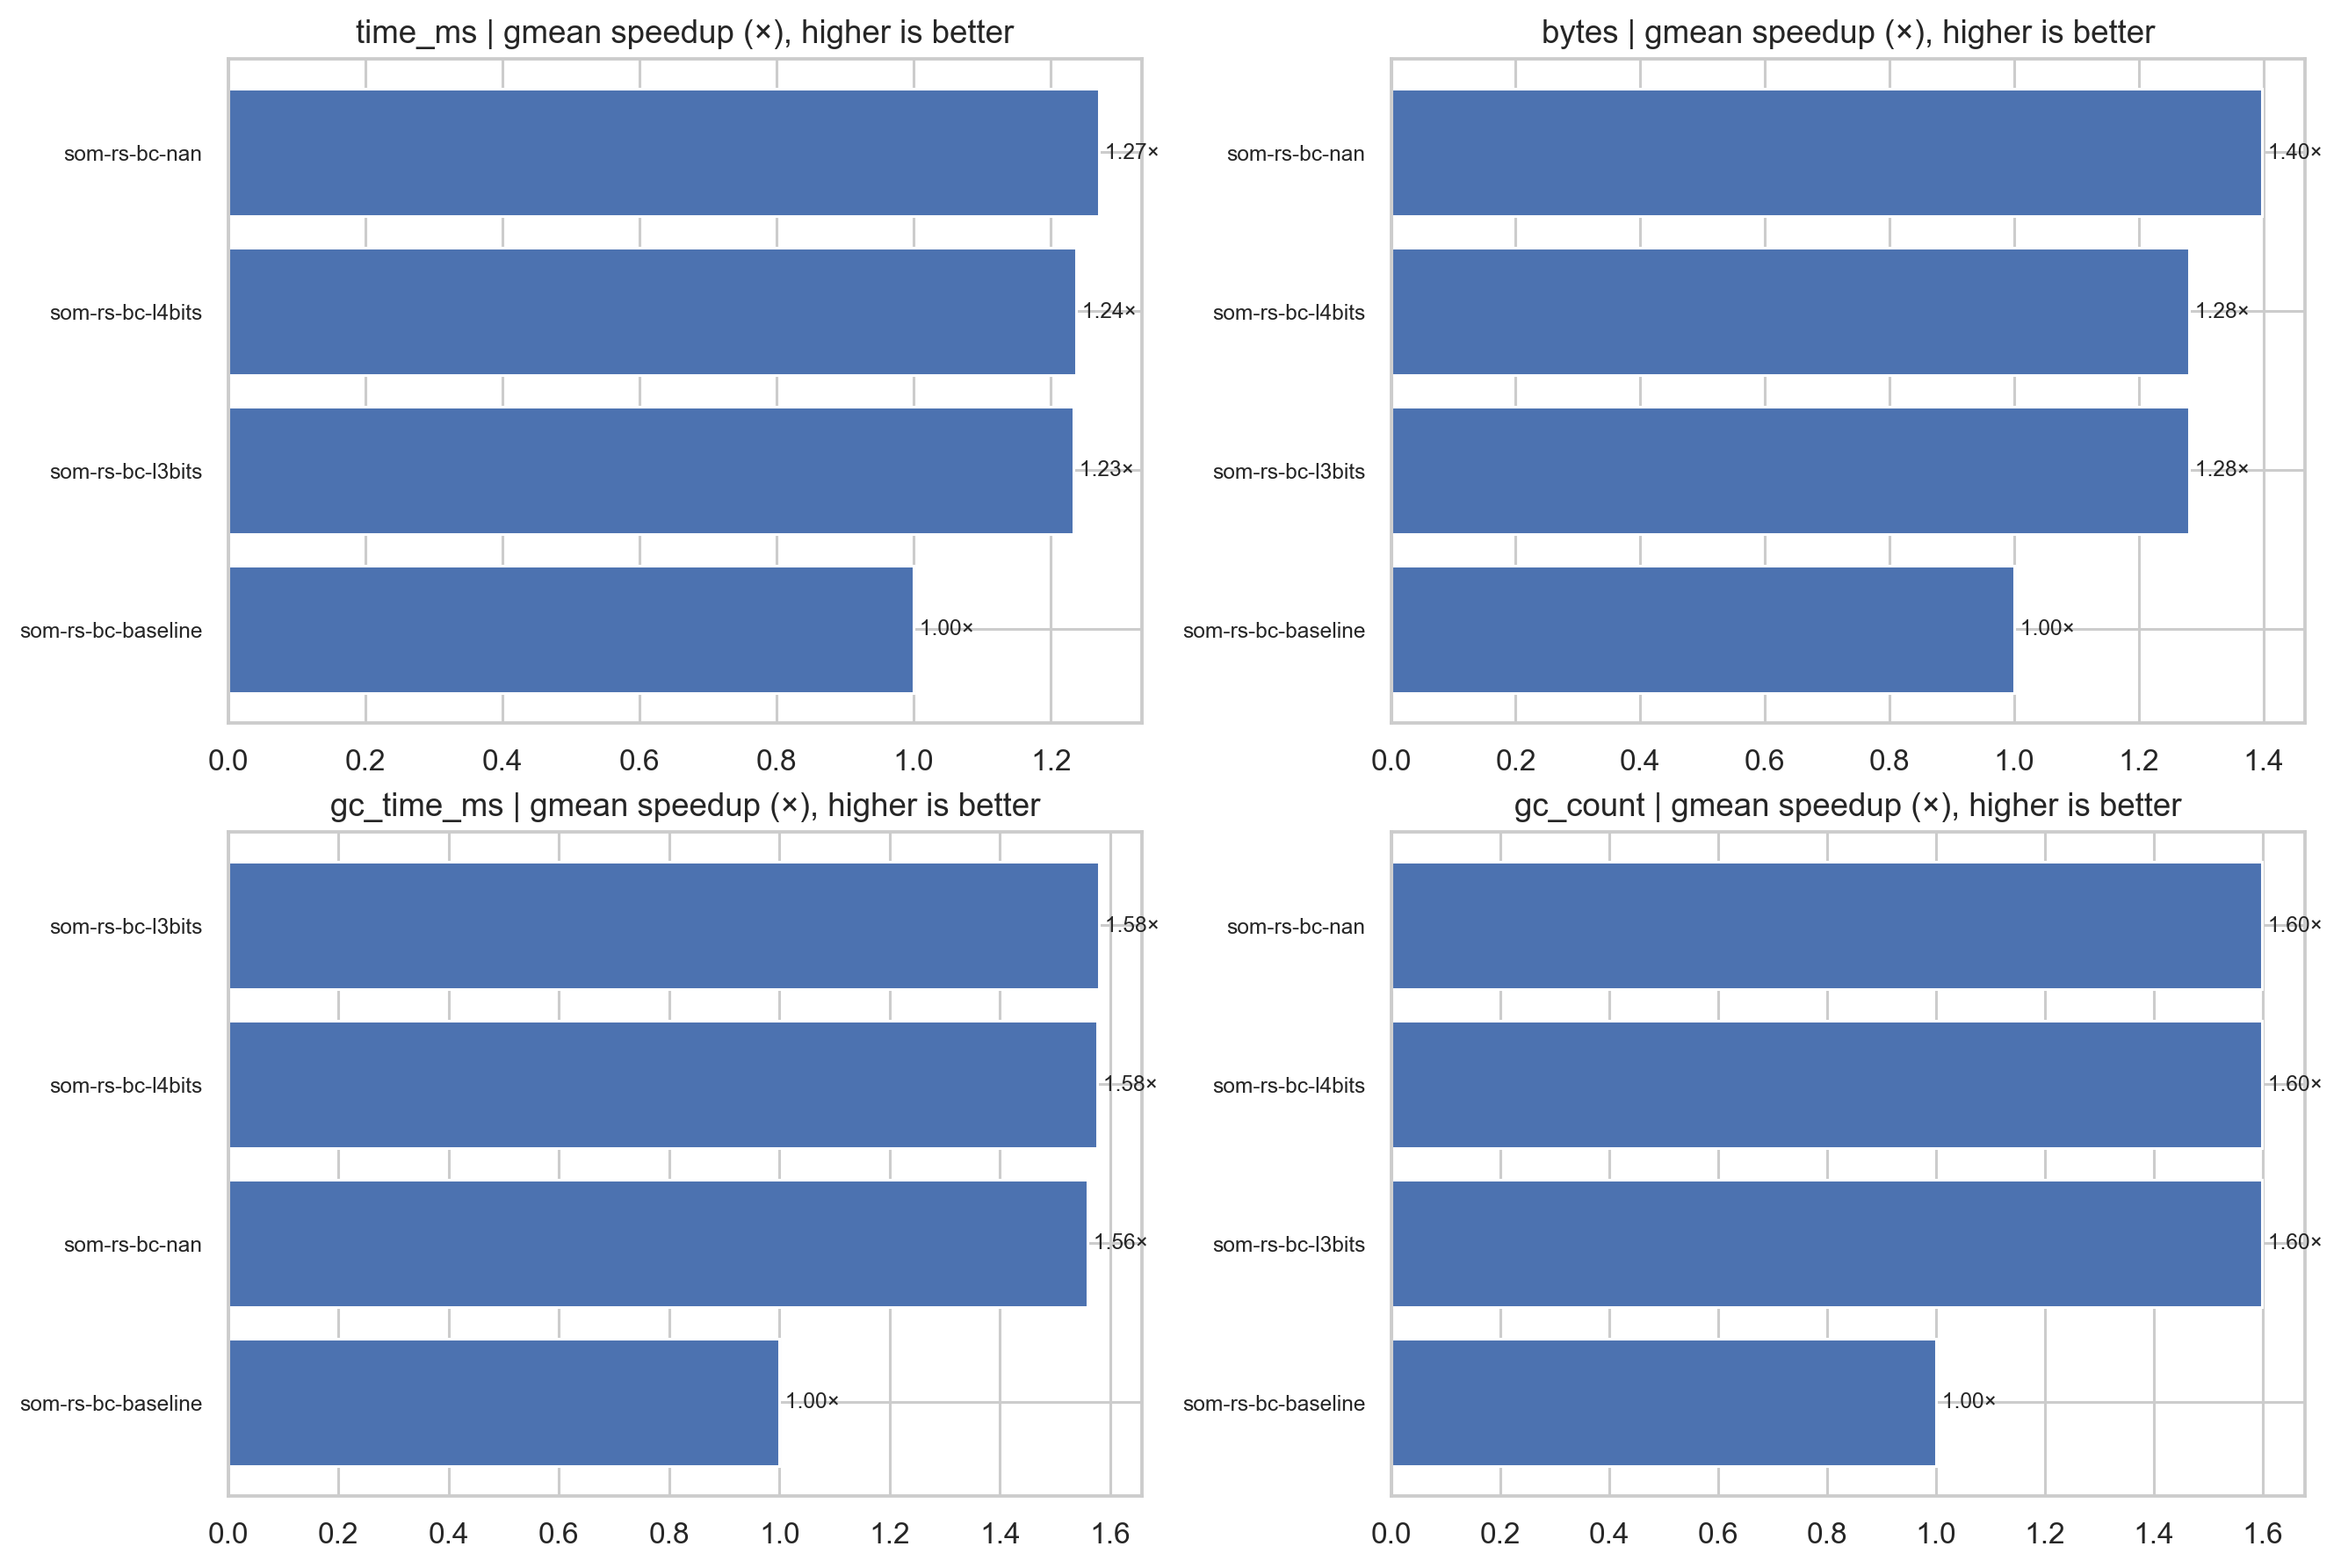 time_ms | gmean speedup (×), higher is better
som-rs-bc-nan
1.27×
som-rs-bc-l4bits
1.24×
som-rs-bc-l3bits
1.23×
som-rs-bc-baseline
1.00×
0.0 0.2 0.4 0.6 0.8 1.0 1.2
bytes | gmean speedup (×), higher is better
som-rs-bc-nan
1.40×
som-rs-bc-l4bits
1.28×
som-rs-bc-l3bits
1.28×
som-rs-bc-baseline
1.00×
0.0 0.2 0.4 0.6 0.8 1.0 1.2 1.4
gc_time_ms | gmean speedup (×), higher is better
som-rs-bc-l3bits
1.58×
som-rs-bc-l4bits
1.58×
som-rs-bc-nan
1.56×
som-rs-bc-baseline
1.00×
0.0 0.2 0.4 0.6 0.8 1.0 1.2 1.4 1.6
gc_count | gmean speedup (×), higher is better
som-rs-bc-nan
1.60×
som-rs-bc-l4bits
1.60×
som-rs-bc-l3bits
1.60×
som-rs-bc-baseline
1.00×
0.0 0.2 0.4 0.6 0.8 1.0 1.2 1.4 1.6